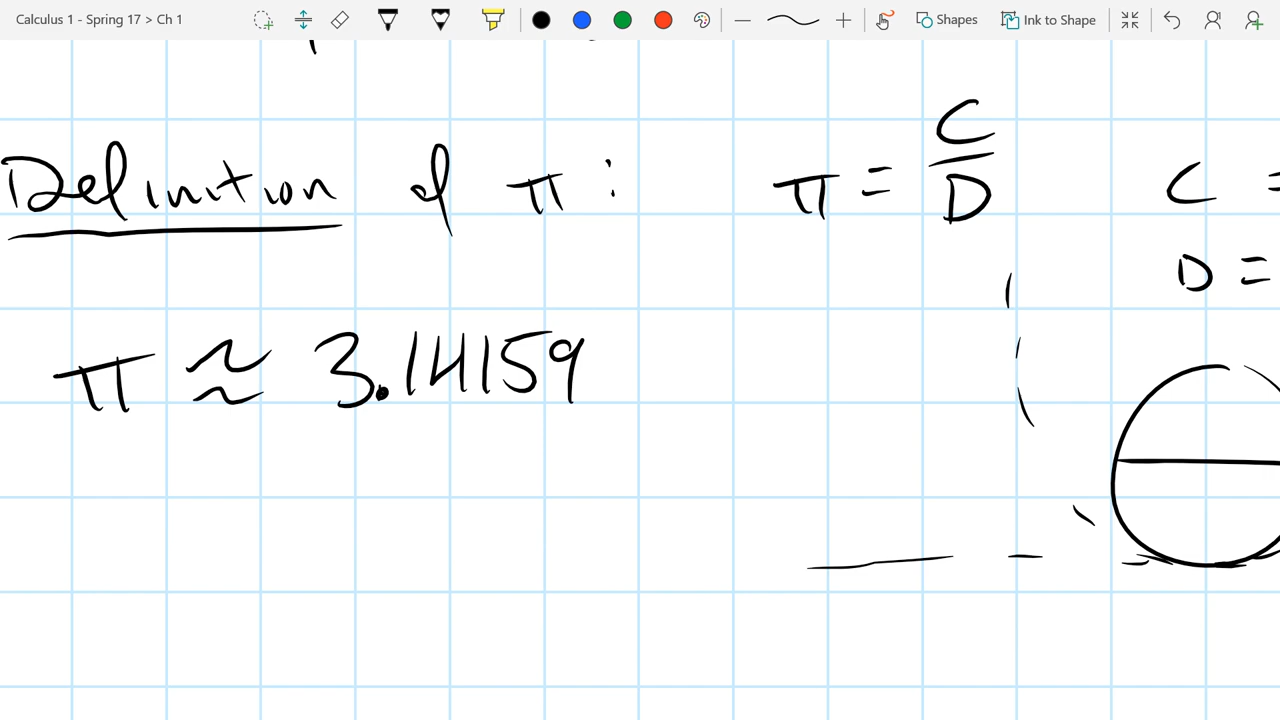 Calculus 1 - Spring 17 > Ch 1
Shapes
Ink to Shape
Definition of π : π = C/D
C =
D =
π ≈ 3.14159